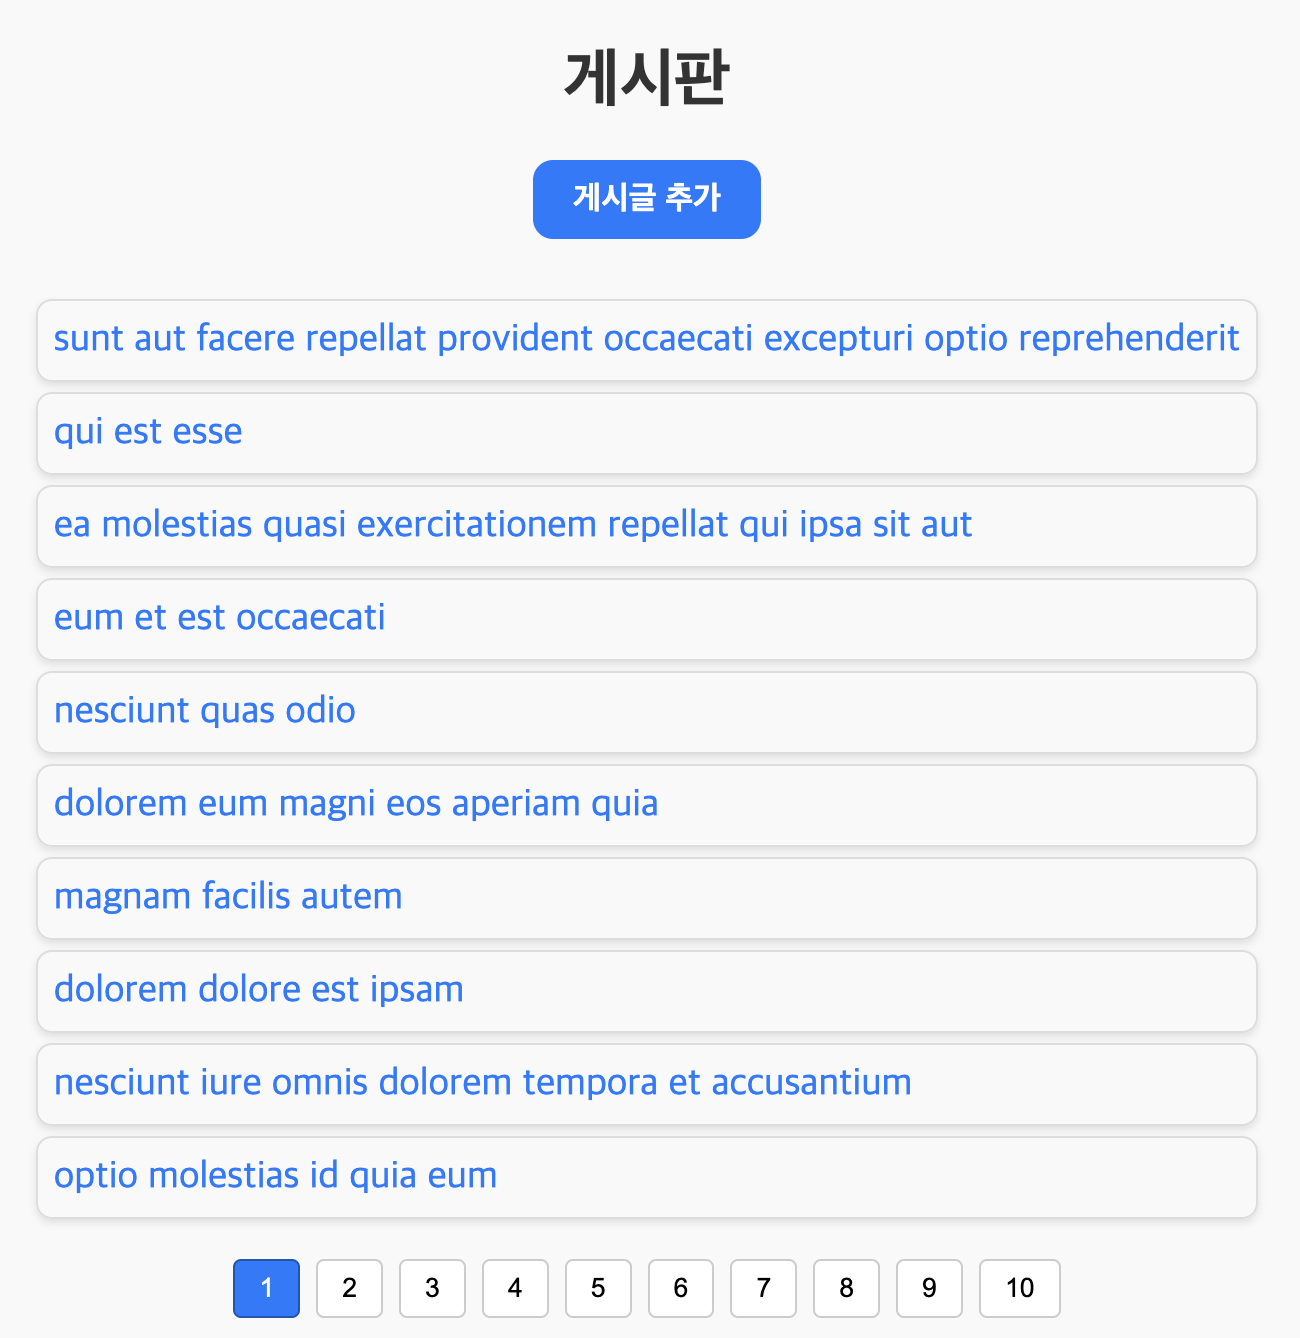 게시판
게시글 추가
sunt aut facere repellat provident occaecati excepturi optio reprehenderit
qui est esse
ea molestias quasi exercitationem repellat qui ipsa sit aut
eum et est occaecati
nesciunt quas odio
dolorem eum magni eos aperiam quia
magnam facilis autem
dolorem dolore est ipsam
nesciunt iure omnis dolorem tempora et accusantium
optio molestias id quia eum
1 2 3 4 5 6 7 8 9 10